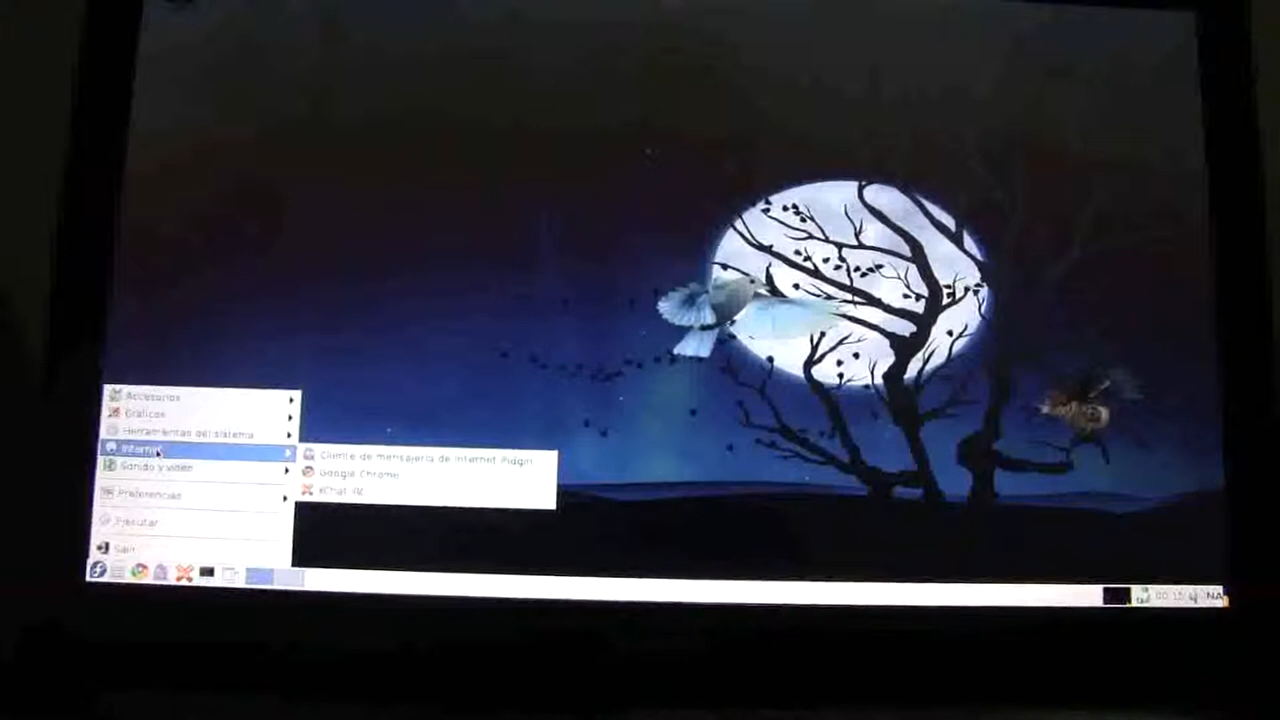 Accesorios
Gráficos
Herramientas del sistema
Internet
Sonido y video
Preferencias
Ejecutar
Salir
Cliente de mensajería de Internet Pidgin
Google Chrome
XChat IRC